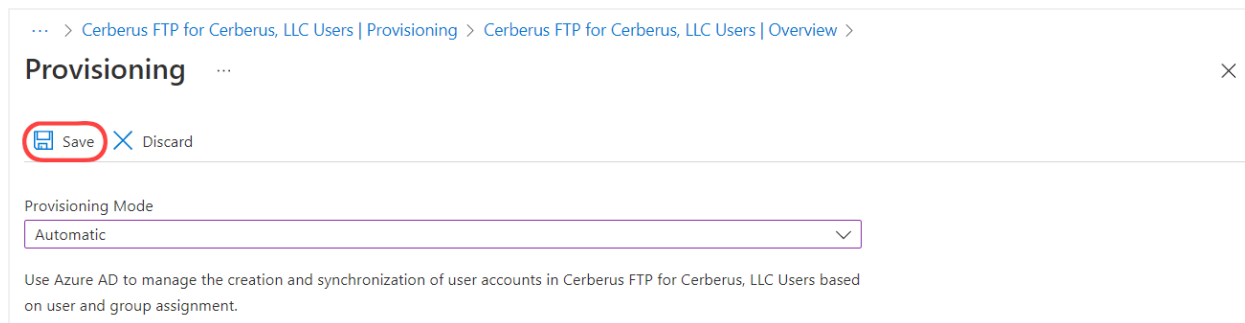 ··· > Cerberus FTP for Cerberus, LLC Users | Provisioning > Cerberus FTP for Cerberus, LLC Users | Overview >
Provisioning ···
Save Discard
Provisioning Mode
Automatic
Use Azure AD to manage the creation and synchronization of user accounts in Cerberus FTP for Cerberus, LLC Users based
on user and group assignment.